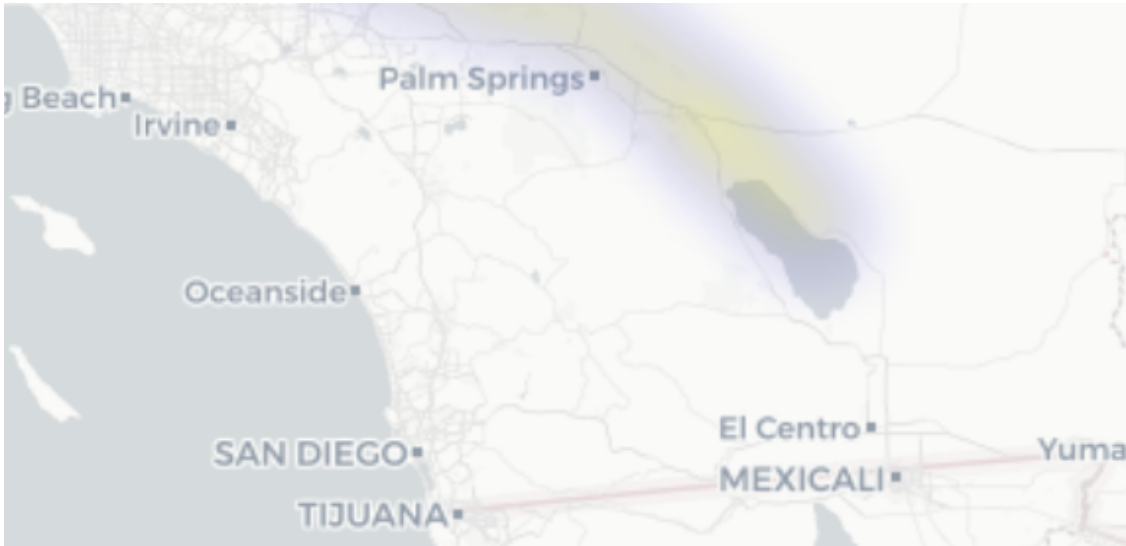 Palm Springs
g Beach
Irvine
Oceanside
El Centro
SAN DIEGO
Yuma
MEXICALI
TIJUANA